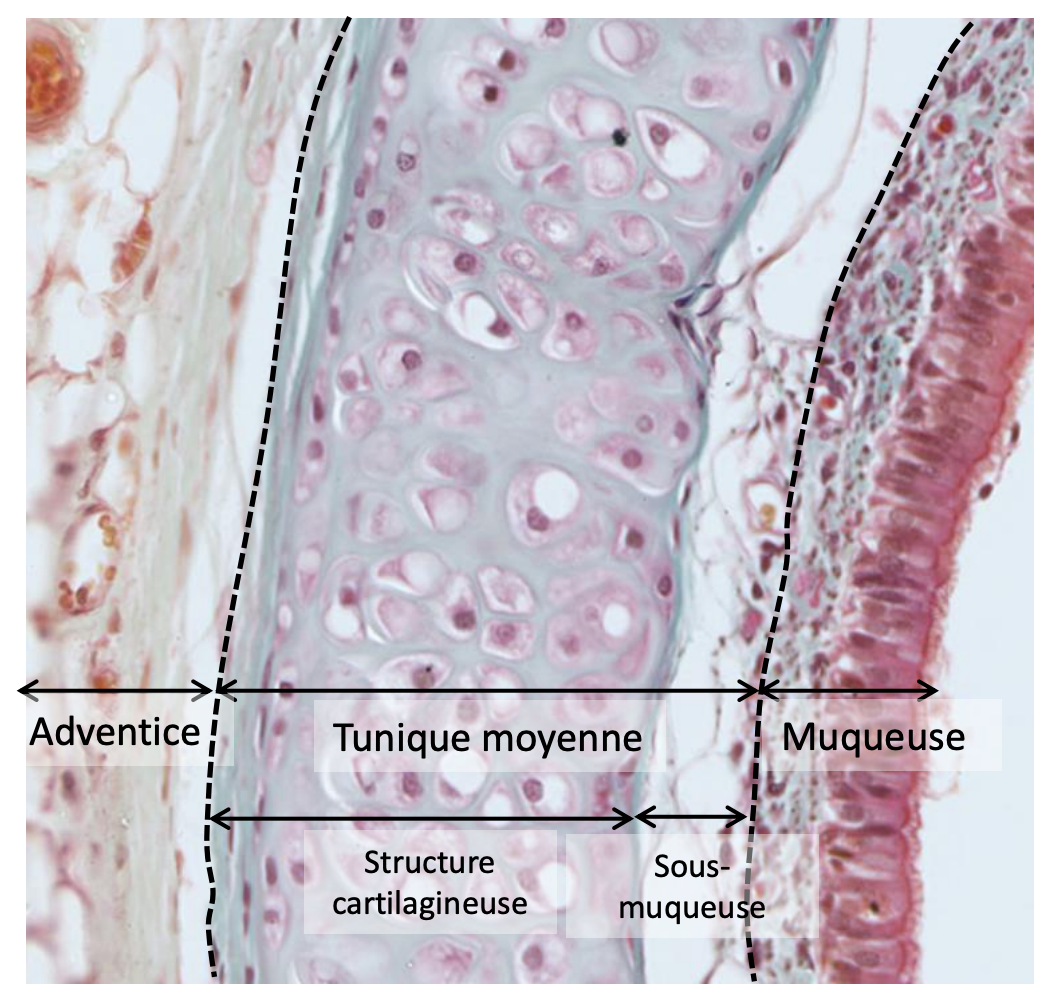 Adventice
Tunique moyenne
Muqueuse
Structure
cartilagineuse
Sous-
muqueuse